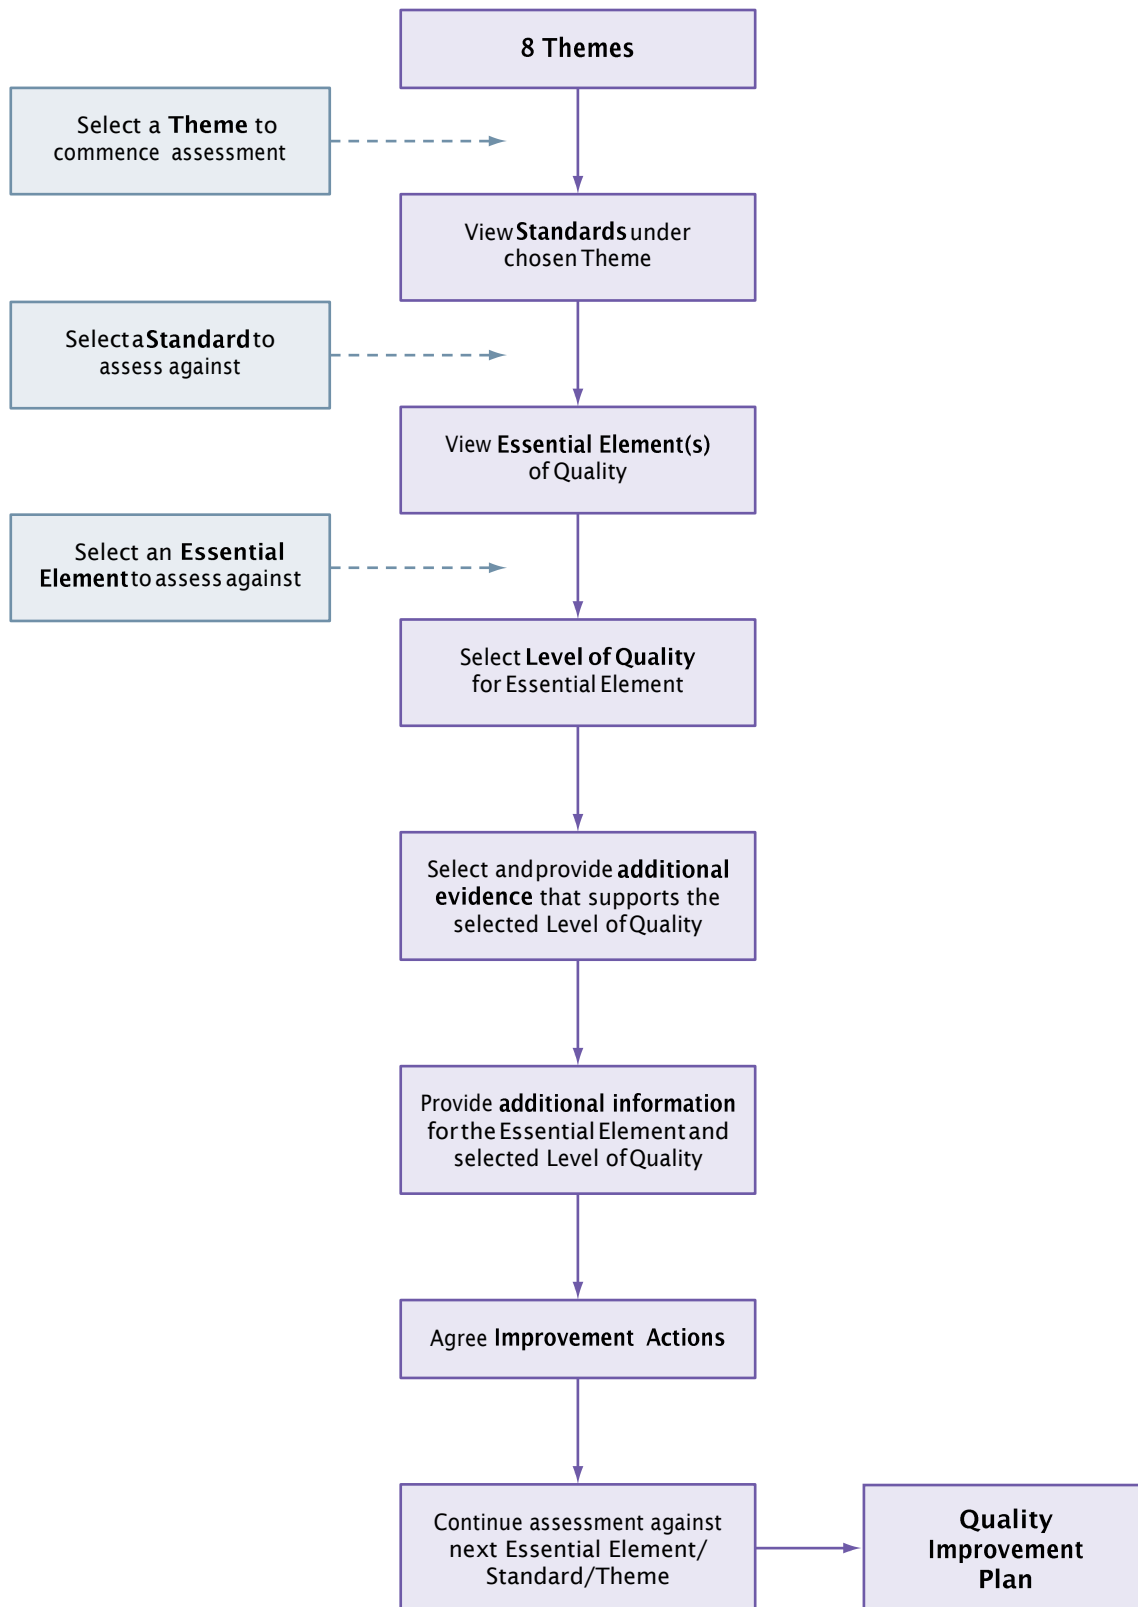 8 Themes
Select a Theme to
commence assessment
View Standards under
chosen Theme
Select a Standard to
assess against
View Essential Element(s)
of Quality
Select an Essential
Element to assess against
Select Level of Quality
for Essential Element
Select and provide additional
evidence that supports the
selected Level of Quality
Provide additional information
for the Essential Element and
selected Level of Quality
Agree Improvement Actions
Continue assessment against
next Essential Element/
Standard/Theme
Quality
Improvement
Plan